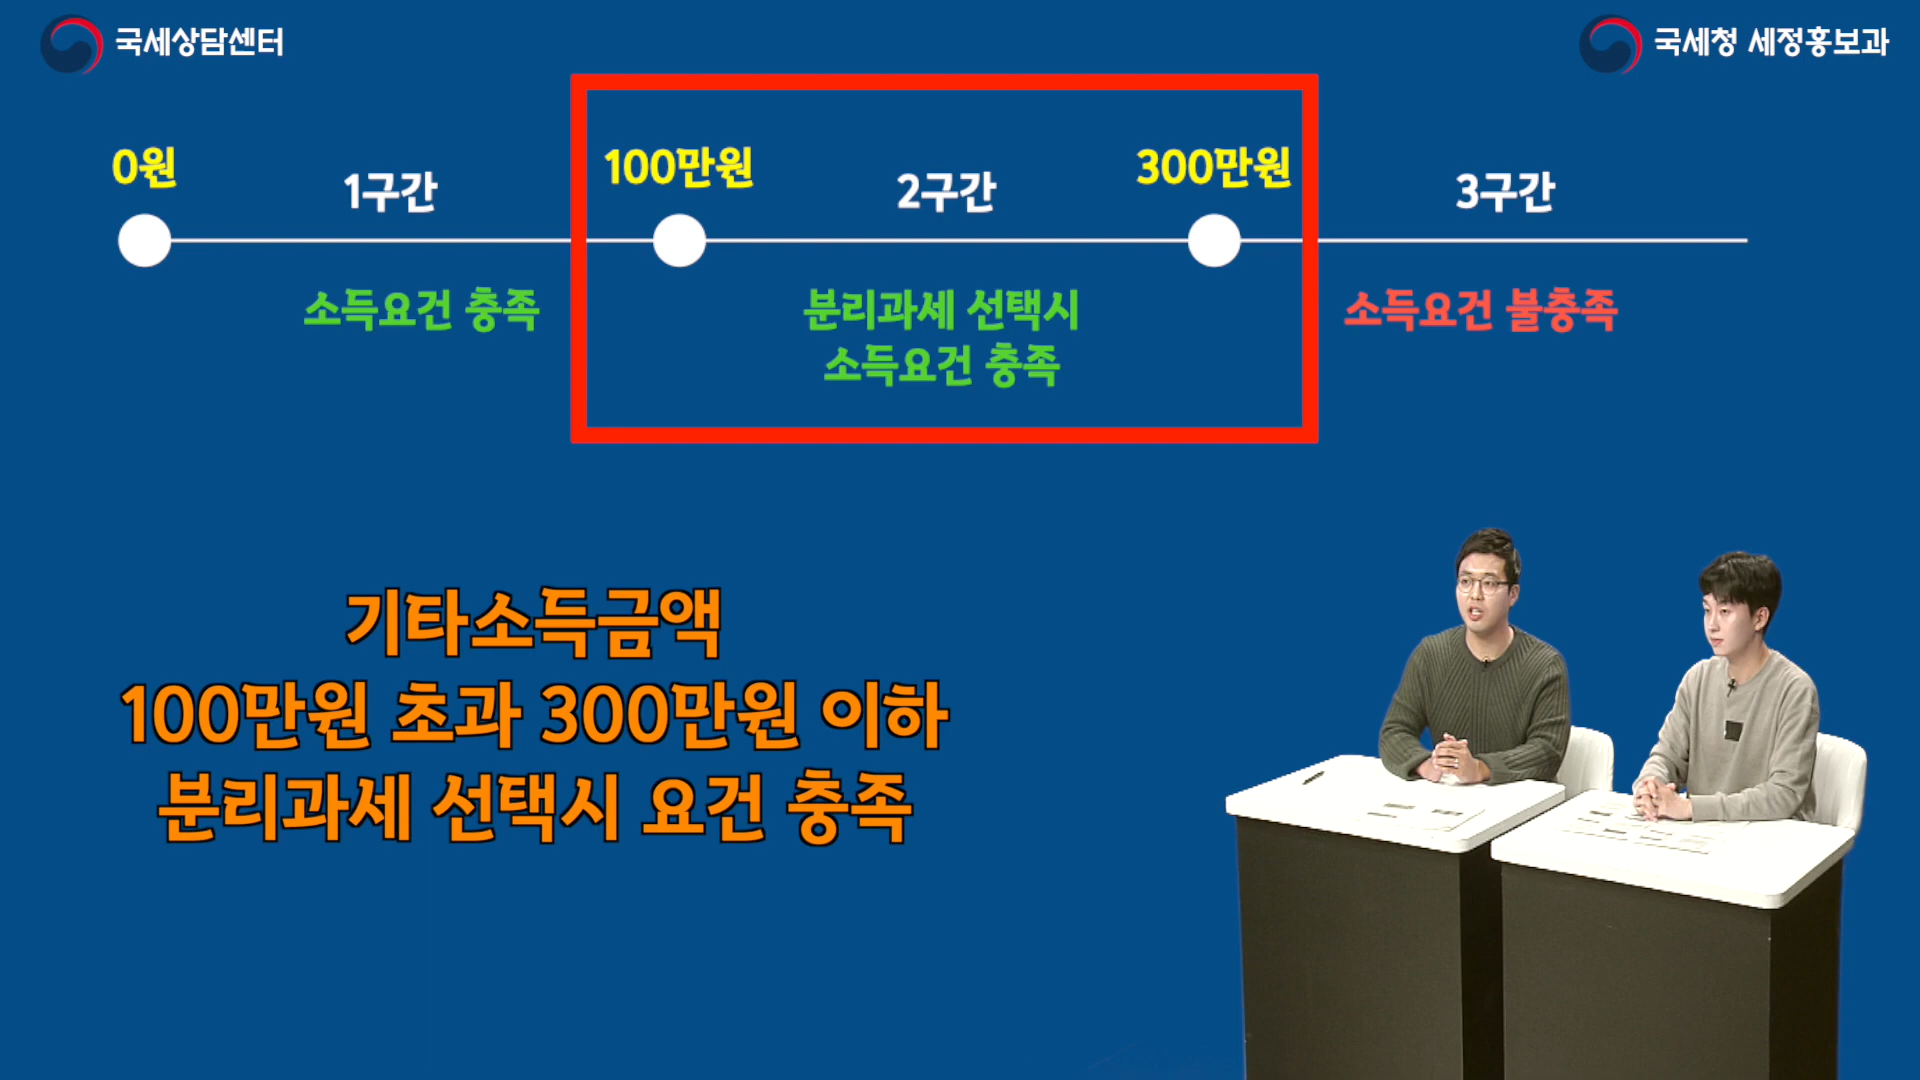 국세상담센터
국세청 세정홍보과
0원
1구간
100만원
2구간
300만원
3구간
소득요건 충족
분리과세 선택시
소득요건 충족
소득요건 불충족
기타소득금액
100만원 초과 300만원 이하
분리과세 선택시 요건 충족